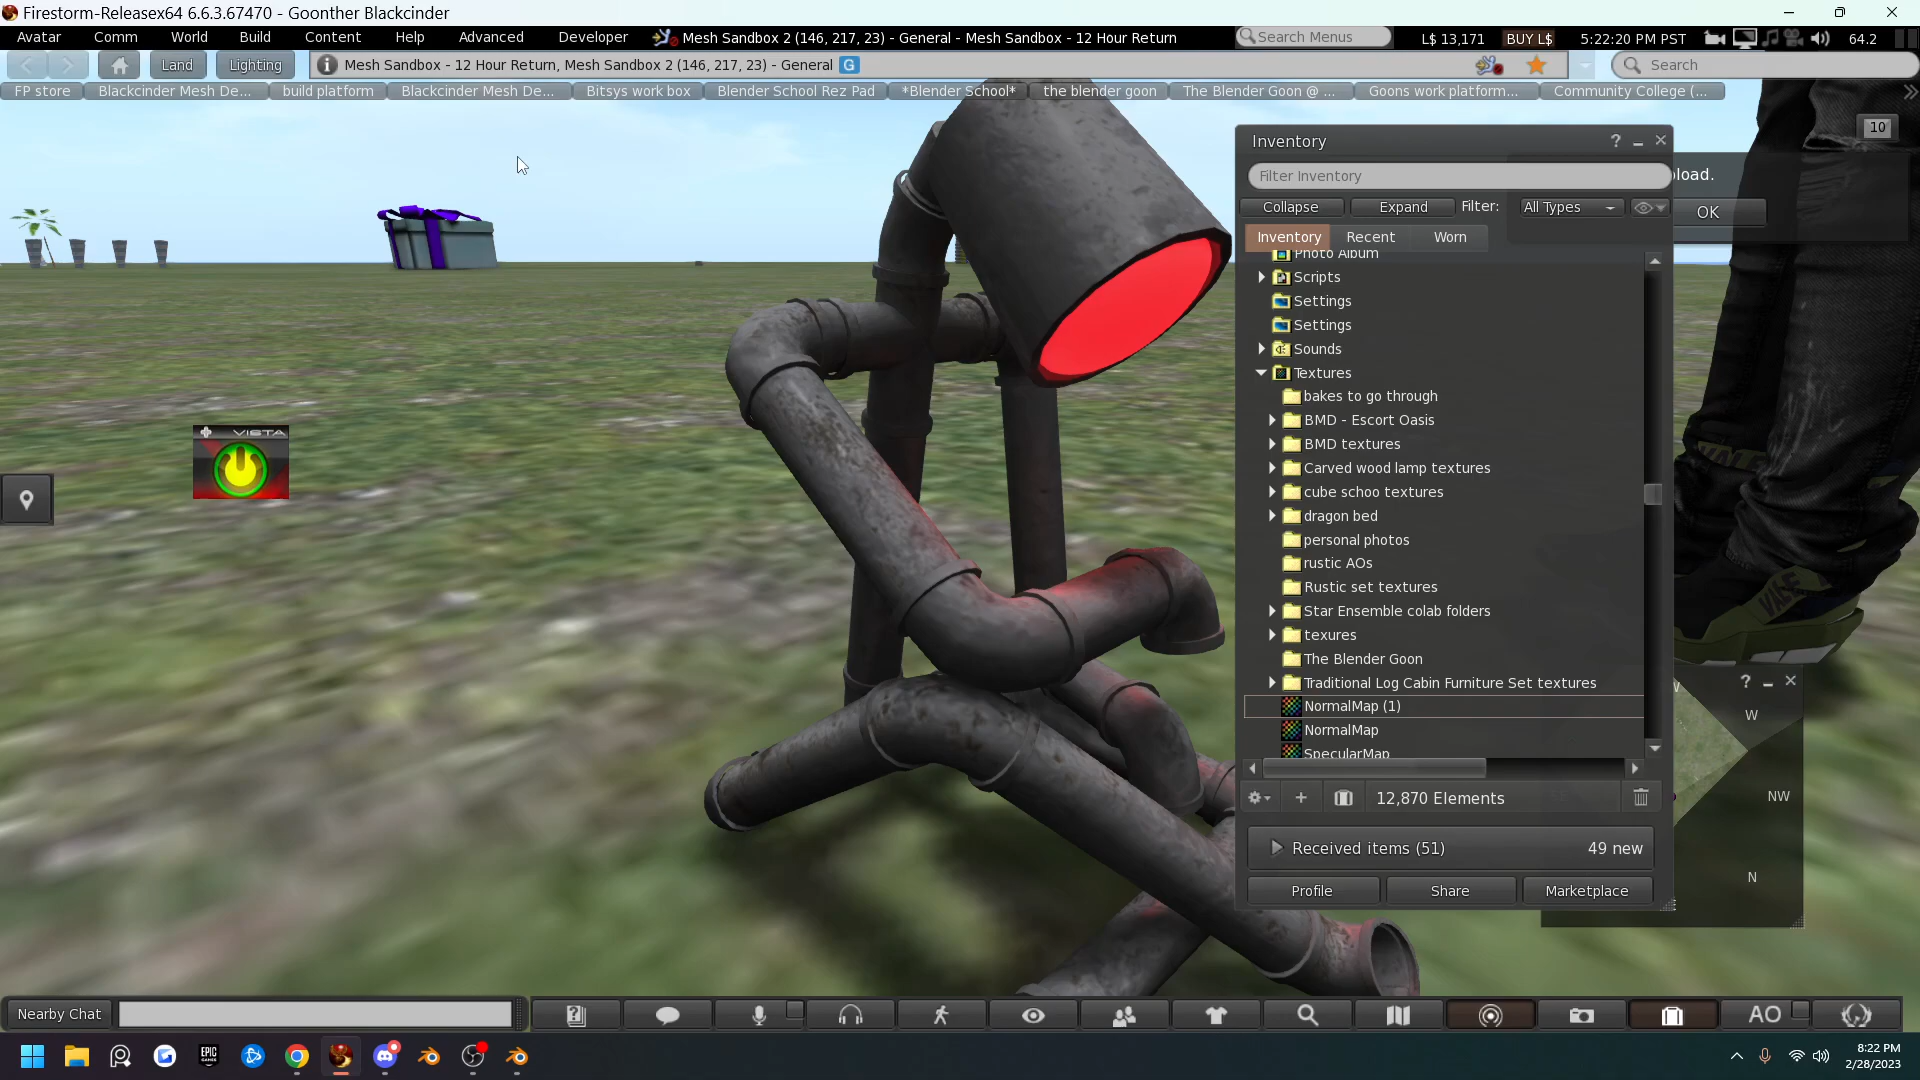 Firestorm-Releasex64 6.6.3.67470 - Goonther Blackcinder
Avatar Comm World Build Content Help Advanced Developer Mesh Sandbox 2 (146, 217, 23) - General - Mesh Sandbox - 12 Hour Return Search Menus L$ 13,171 BUY L$ 5:22:20 PM PST 64.2
Land Lighting Mesh Sandbox - 12 Hour Return, Mesh Sandbox 2 (146, 217, 23) - General G Search
FP store Blackcinder Mesh De... build platform Blackcinder Mesh De... Bitsys work box Blender School Rez Pad *Blender School* the blender goon The Blender Goon @ ... Goons work platform... Community College (...
10
Inventory ?
Filter Inventory
pload.
Collapse Expand Filter: All Types
OK
Inventory Recent Worn
Photo Album
Scripts
Settings
Settings
Sounds
Textures
bakes to go through
BMD - Escort Oasis
BMD textures
VISTA
Carved wood lamp textures
cube schoo textures
dragon bed
personal photos
rustic AOs
Rustic set textures
VASE
Star Ensemble colab folders
texures
The Blender Goon
Traditional Log Cabin Furniture Set textures
?
NormalMap (1)
W
NormalMap
SpecularMap
12,870 Elements
NW
Received items (51) 49 new
N
Profile Share Marketplace
Nearby Chat
AO
EPIC GAMES
8:22 PM
2/28/2023